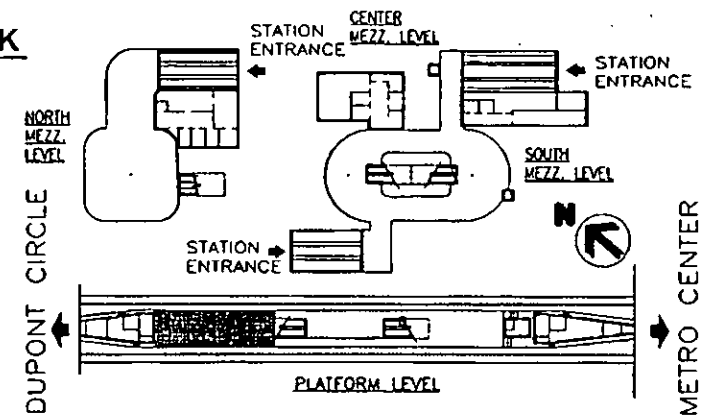 K
STATION
ENTRANCE
CENTER
MEZZ. LEVEL
STATION
ENTRANCE
NORTH
MEZZ.
LEVEL
SOUTH
MEZZ. LEVEL
N
STATION
ENTRANCE
DUPONT CIRCLE
METRO CENTER
PLATFORM LEVEL